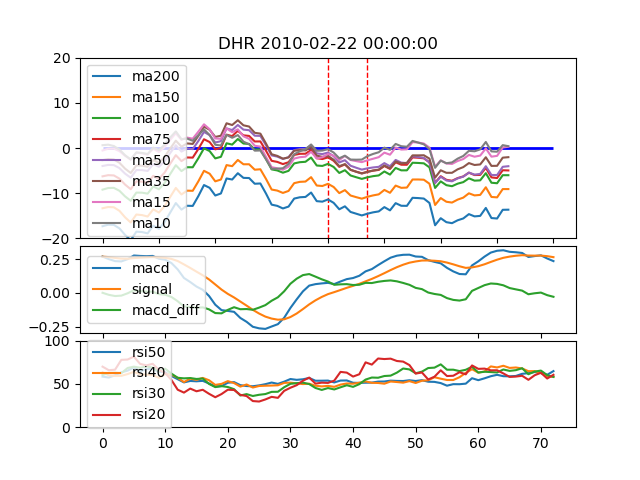 DHR 2010-02-22 00:00:00
20
10
0
−10
−20
ma200
ma150
ma100
ma75
ma50
ma35
ma15
ma10
0.25
0.00
−0.25
macd
signal
macd_diff
100
50
0
rsi50
rsi40
rsi30
rsi20
0 10 20 30 40 50 60 70